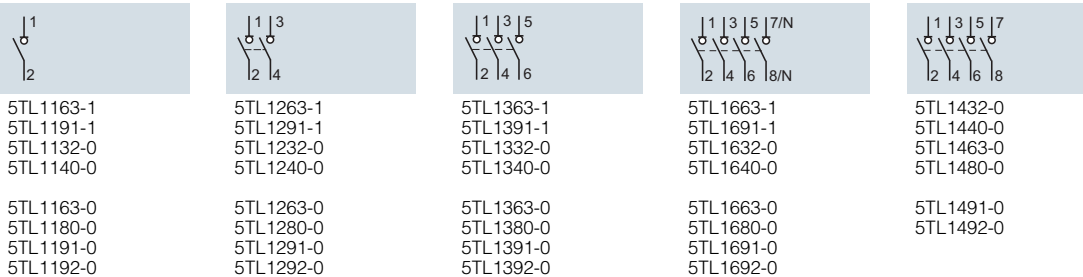 1
2
5TL1163-1
5TL1191-1
5TL1132-0
5TL1140-0
5TL1163-0
5TL1180-0
5TL1191-0
5TL1192-0
1 3
2 4
5TL1263-1
5TL1291-1
5TL1232-0
5TL1240-0
5TL1263-0
5TL1280-0
5TL1291-0
5TL1292-0
1 3 5
2 4 6
5TL1363-1
5TL1391-1
5TL1332-0
5TL1340-0
5TL1363-0
5TL1380-0
5TL1391-0
5TL1392-0
1 3 5 7/N
2 4 6 8/N
5TL1663-1
5TL1691-1
5TL1632-0
5TL1640-0
5TL1663-0
5TL1680-0
5TL1691-0
5TL1692-0
1 3 5 7
2 4 6 8
5TL1432-0
5TL1440-0
5TL1463-0
5TL1480-0
5TL1491-0
5TL1492-0